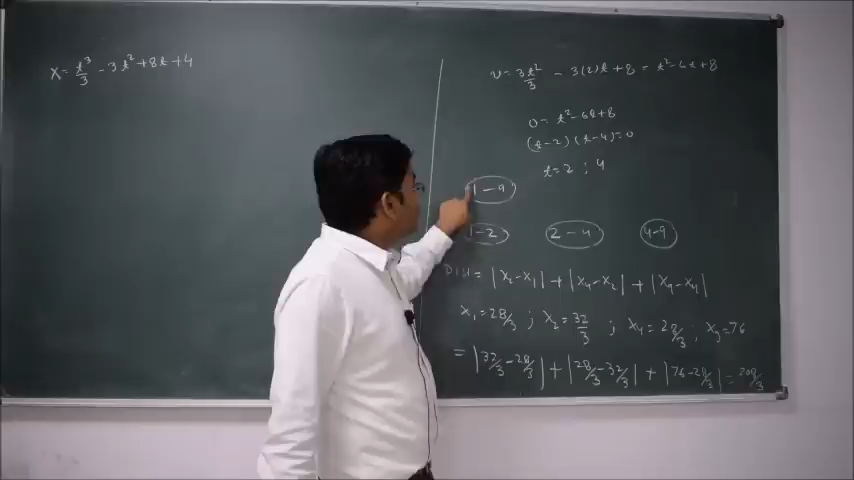 x = t³/3 - 3t² + 8t + 4
v = 3t²/3 - 3(2)t + 8 = t² - 6t + 8
0 = t² - 6t + 8
(t-2)(t-4) = 0
t = 2 ; 4
1 - 9
1 - 2 2 - 4 4 - 9
= |x₂-x₁| + |x₄-x₂| + |x₉-x₄|
x₁ = 28/3 ; x₂ = 32/3 ; x₄ = 28/3 ; x₉ = 76
= |32/3 - 28/3| + |28/3 - 32/3| + |76 - 28/3| = 208/3